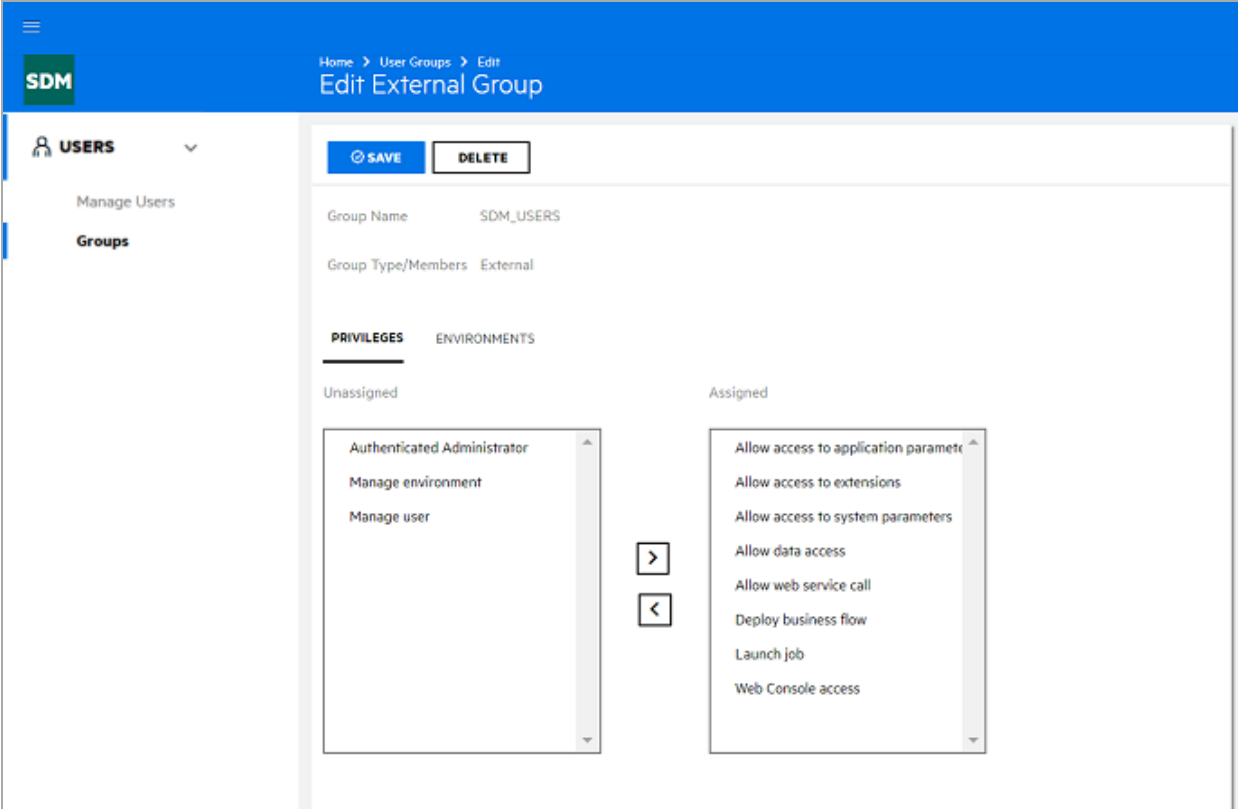 Home > User Groups > Edit
SDM
Edit External Group
USERS
Manage Users
Groups
SAVE
DELETE
Group Name SDM_USERS
Group Type/Members External
PRIVILEGES ENVIRONMENTS
Unassigned
Authenticated Administrator
Manage environment
Manage user
>
<
Assigned
Allow access to application paramete
Allow access to extensions
Allow access to system parameters
Allow data access
Allow web service call
Deploy business flow
Launch job
Web Console access